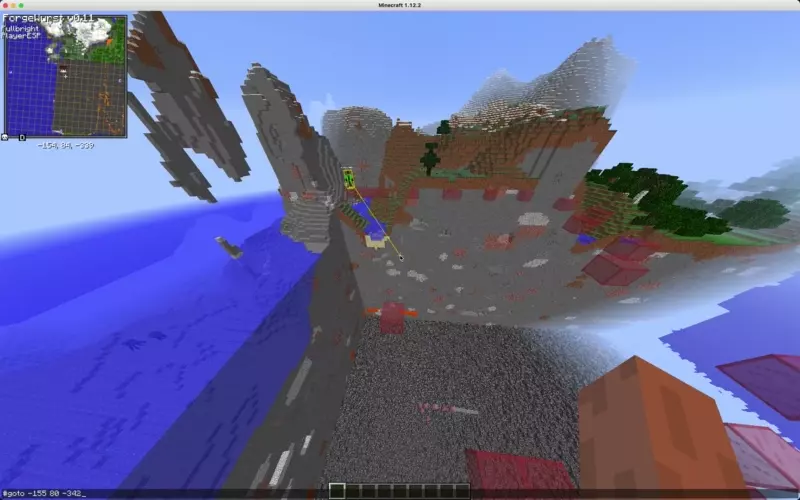 Minecraft 1.12.2
ForgeWurst v0.11
Fullbright
PlayerESP
-154, 84, -339
#goto -155 80 -342_